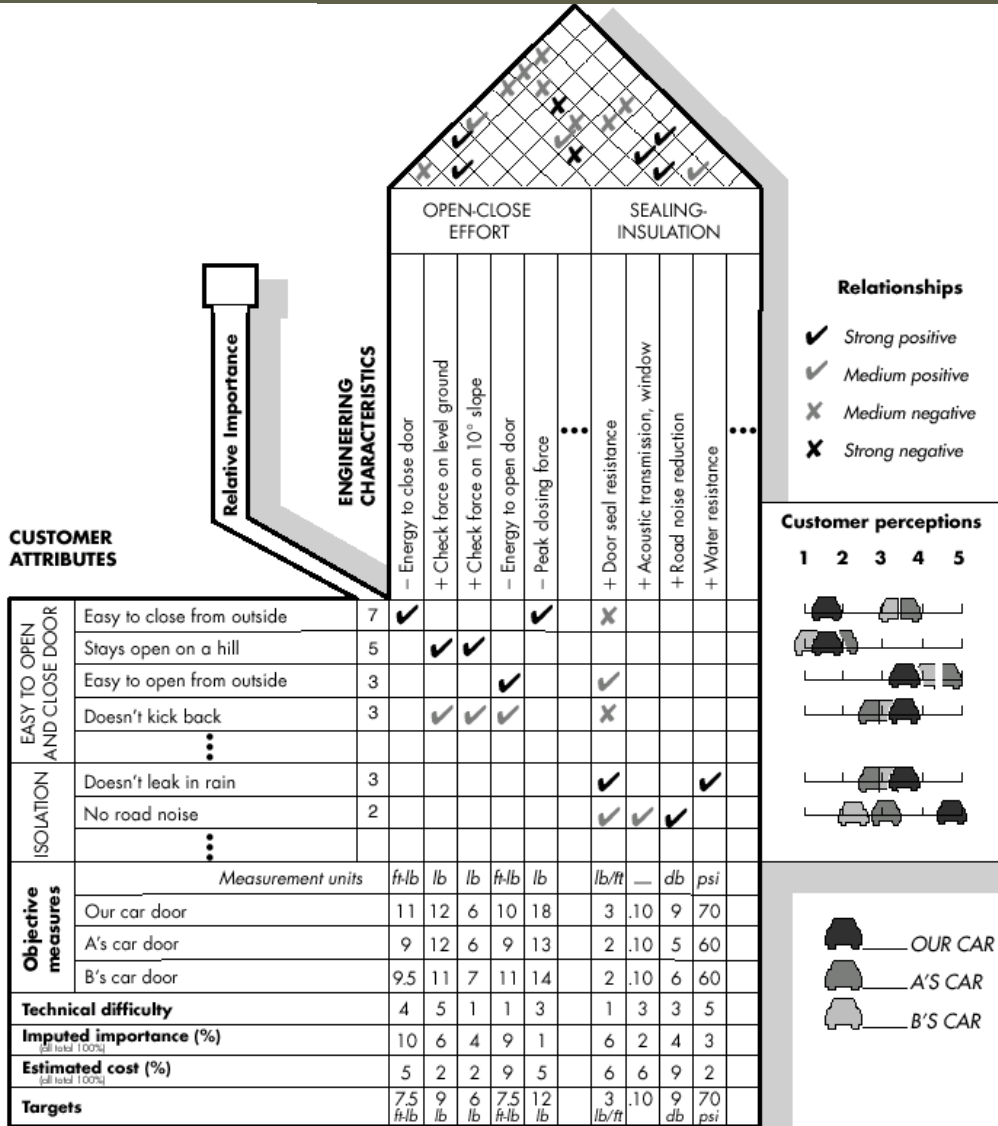 OPEN-CLOSE
EFFORT
SEALING-
INSULATION
Relative Importance
ENGINEERING
CHARACTERISTICS
– Energy to close door
+ Check force on level ground
+ Check force on 10° slope
– Energy to open door
– Peak closing force
•••
+ Door seal resistance
+ Acoustic transmission, window
+ Road noise reduction
+ Water resistance
•••
Relationships
✔ Strong positive
✔ Medium positive
✘ Medium negative
✘ Strong negative
Customer perceptions
1 2 3 4 5
CUSTOMER
ATTRIBUTES
EASY TO OPEN
AND CLOSE DOOR
Easy to close from outside 7
Stays open on a hill 5
Easy to open from outside 3
Doesn't kick back 3
ISOLATION
Doesn't leak in rain 3
No road noise 2
Objective
measures
Measurement units ft-lb lb lb ft-lb lb lb/ft — db psi
Our car door 11 12 6 10 18 3 .10 9 70
A's car door 9 12 6 9 13 2 .10 5 60
B's car door 9.5 11 7 11 14 2 .10 6 60
Technical difficulty 4 5 1 1 3 1 3 3 5
Imputed importance (%) 10 6 4 9 1 6 2 4 3
(all total 100%)
Estimated cost (%) 5 2 2 9 5 6 6 9 2
(all total 100%)
Targets 7.5 9 6 7.5 12 3 .10 9 70
ft-lb lb lb ft-lb lb lb/ft db psi
OUR CAR
A'S CAR
B'S CAR